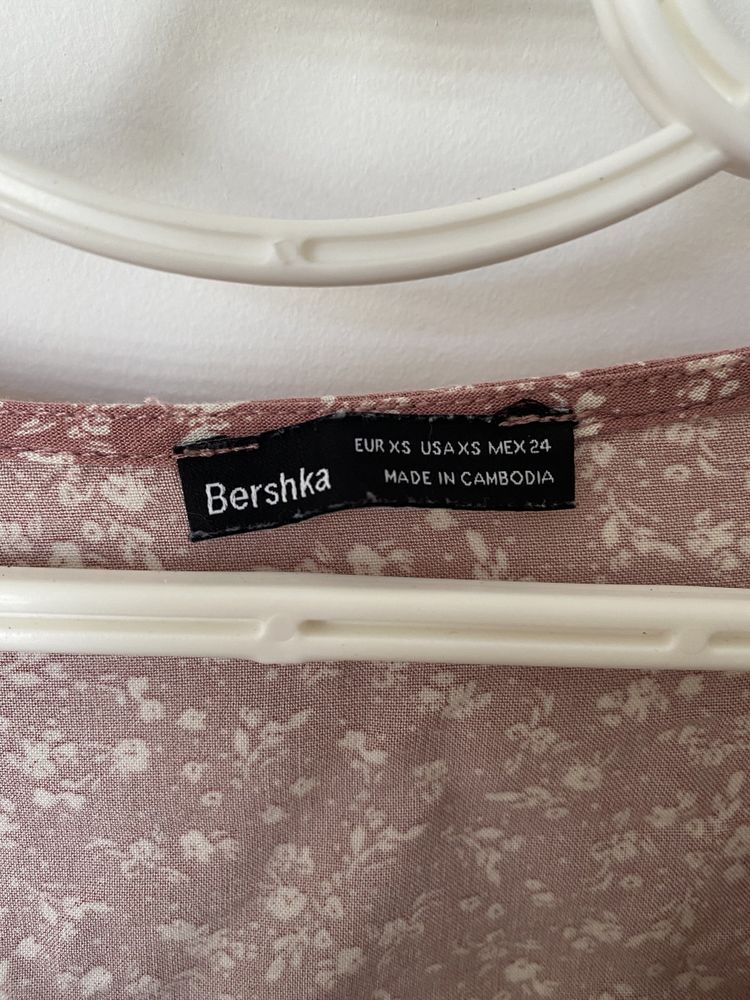 Bershka
EUR XS USA XS MEX 24
MADE IN CAMBODIA